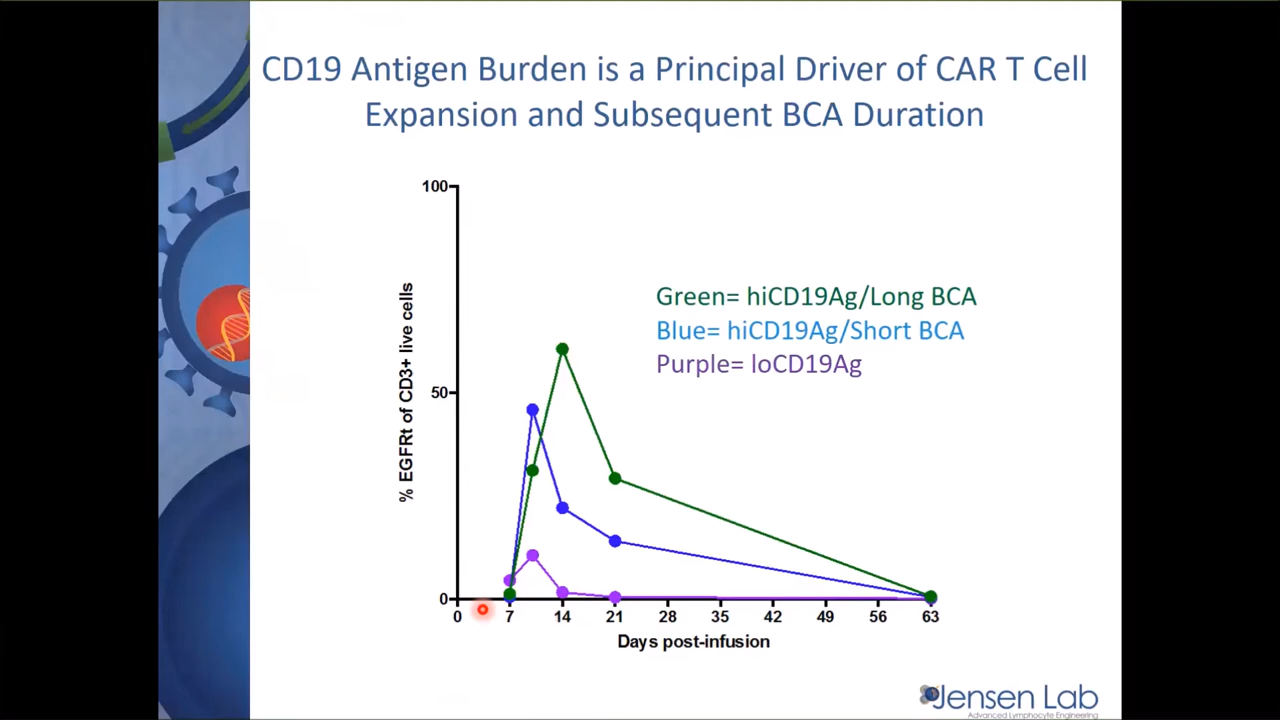 CD19 Antigen Burden is a Principal Driver of CAR T Cell
Expansion and Subsequent BCA Duration
100
50
0
% EGFRt of CD3+ live cells
Green= hiCD19Ag/Long BCA
Blue= hiCD19Ag/Short BCA
Purple= loCD19Ag
0 7 14 21 28 35 42 49 56 63
Days post-infusion
Jensen Lab
Advanced Lymphocyte Engineering